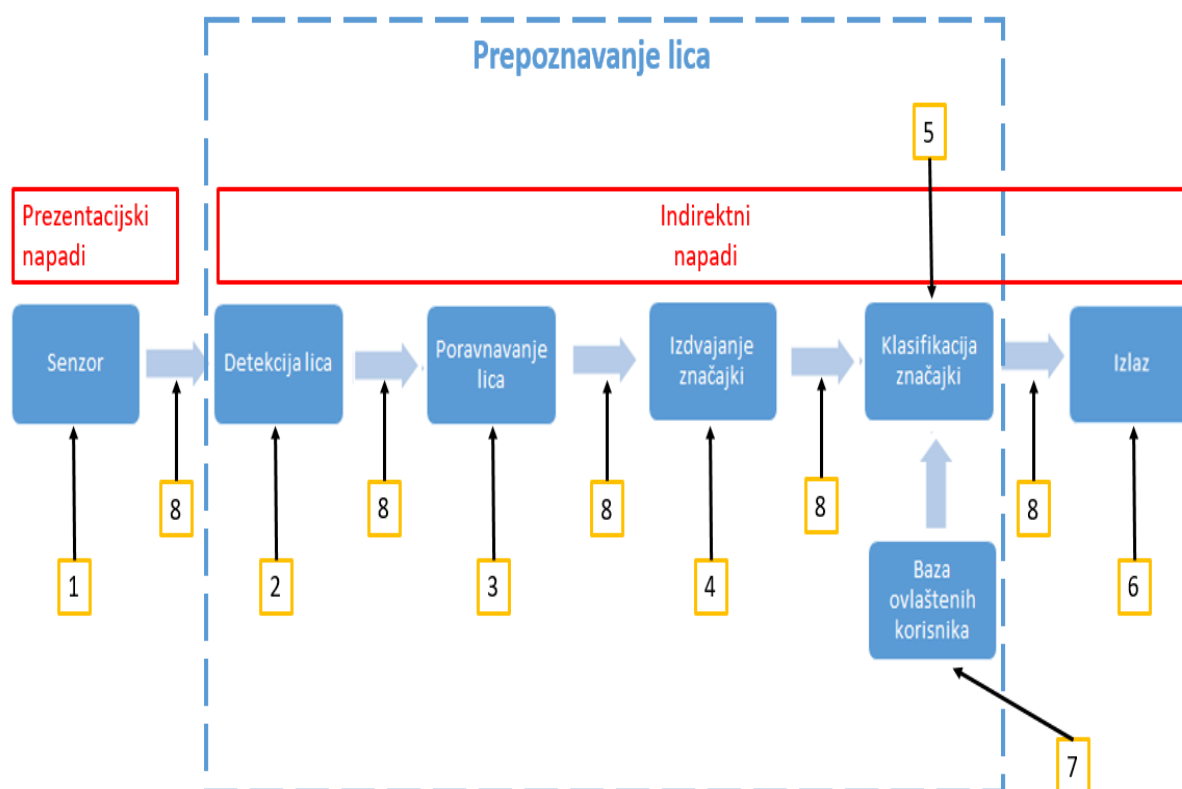 Prepoznavanje lica
5
Prezentacijski
napadi
Indirektni
napadi
Senzor
Detekcija lica
Poravnavanje
lica
Izdvajanje
značajki
Klasifikacija
značajki
Izlaz
8
8
8
8
8
1
2
3
4
Baza
ovlaštenih
korisnika
6
7